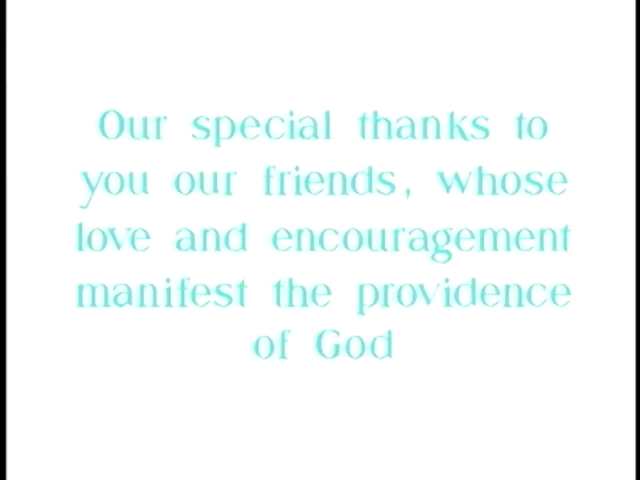 Our special thanks to
you our friends, whose
love and encouragement
manifest the providence
of God